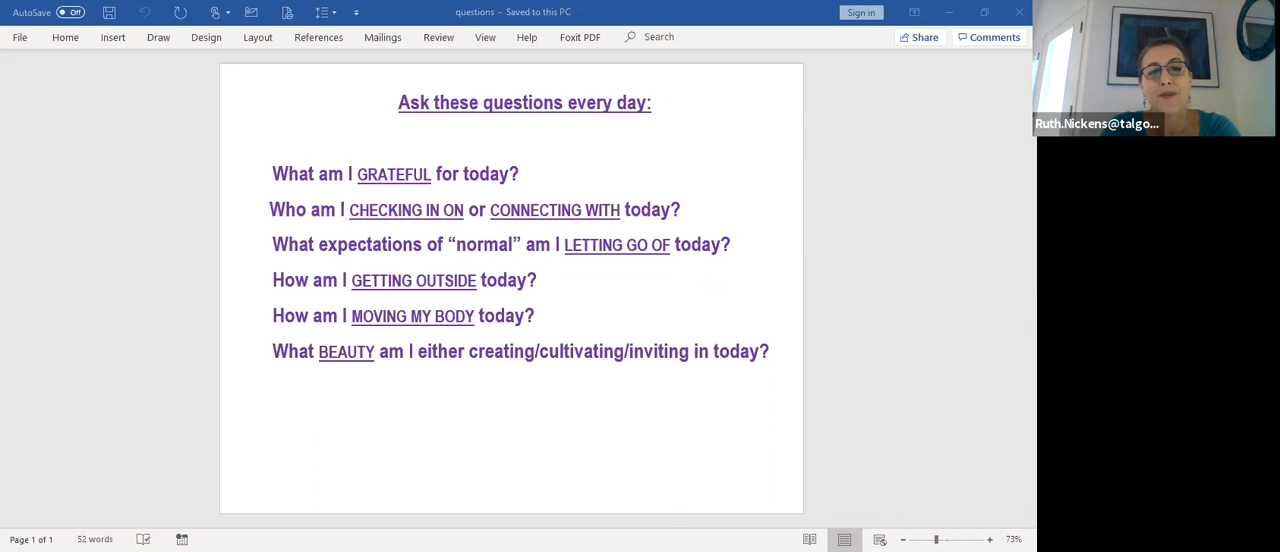 AutoSave Off questions - Saved to this PC Sign in
File Home Insert Draw Design Layout References Mailings Review View Help Foxit PDF Search Share Comments
Ruth.Nickens@talgo...
Ask these questions every day:
What am I GRATEFUL for today?
Who am I CHECKING IN ON or CONNECTING WITH today?
What expectations of “normal” am I LETTING GO OF today?
How am I GETTING OUTSIDE today?
How am I MOVING MY BODY today?
What BEAUTY am I either creating/cultivating/inviting in today?
Page 1 of 1 52 words 73%